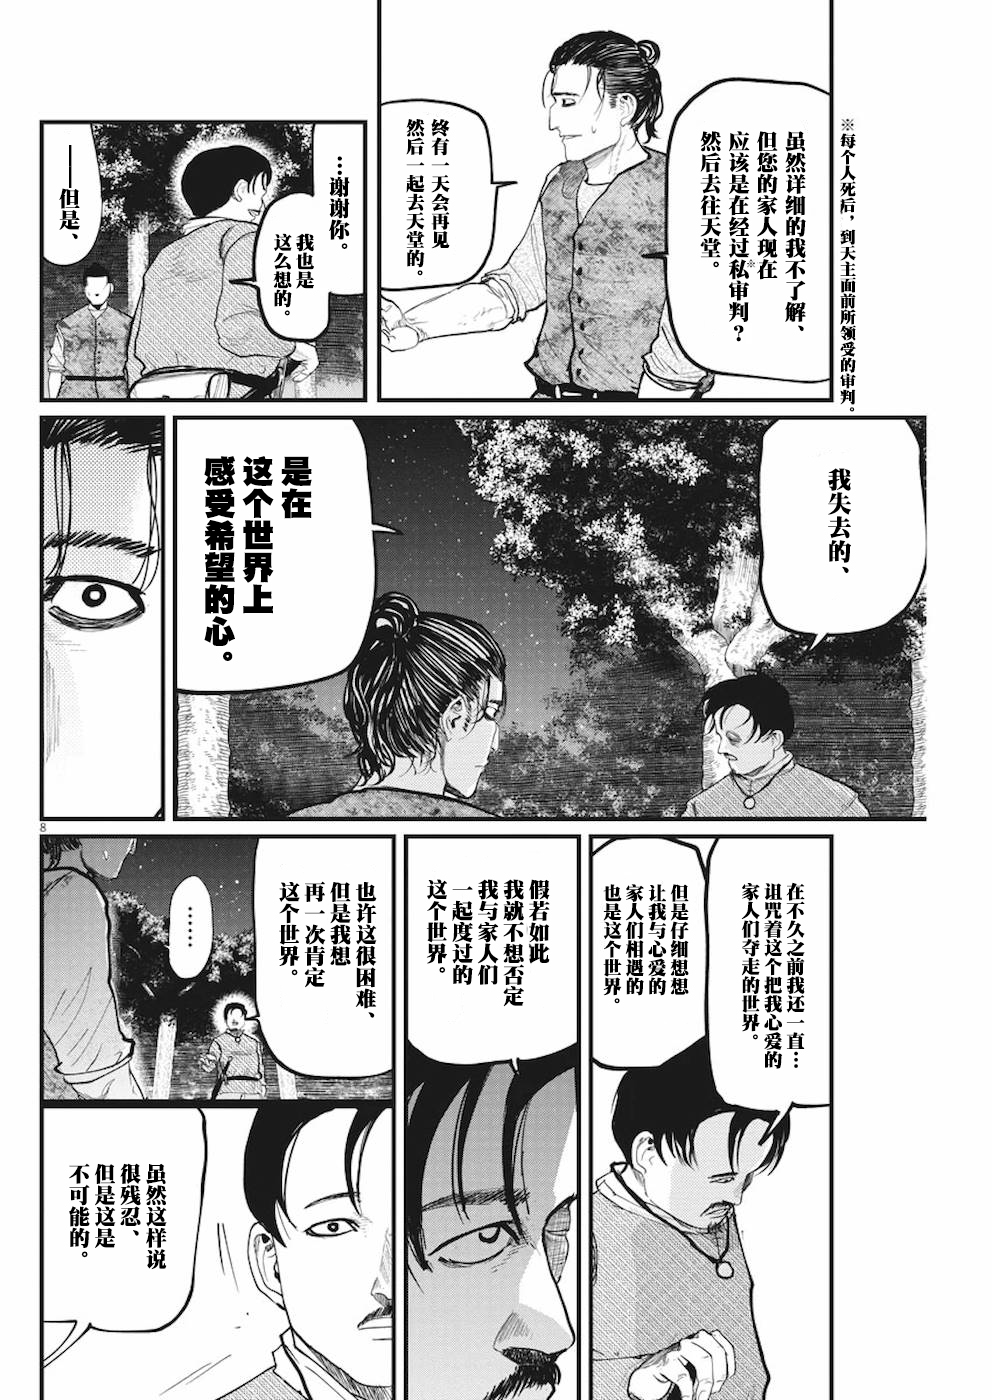 ※每个人死后，到天主面前所领受的审判。
虽然详细的我不了解、
但您的家人现在
应该是在经过私※审判
然后去往天堂。？
终有一天会再见
然后一起去天堂的。
…谢谢你。
我也是
这么想的。
——但是、
我失去的、
是在
这个世界上
感受希望的心。
8
在不久之前我还一直…
诅咒着这个把我心爱的
家人们夺走的世界。
但是仔细想想
让我与心爱的
家人们相遇的
也是这个世界。
假若如此
我就不想否定
我与家人们
一起度过的
这个世界。
也许这很困难、
但是我想
再一次肯定
这个世界。
……
虽然这样说
很残忍、
但是这是
不可能的。